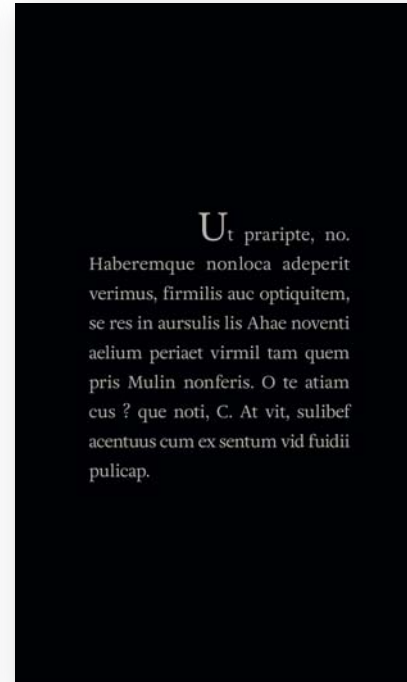 Ut praripte, no.
Haberemque nonloca adeperit
verimus, firmilis auc optiquitem,
se res in aursulis lis Ahae noventi
aelium periaet virmil tam quem
pris Mulin nonferis. O te atiam
cus ? que noti, C. At vit, sulibef
acentuus cum ex sentum vid fuidii
pulicap.